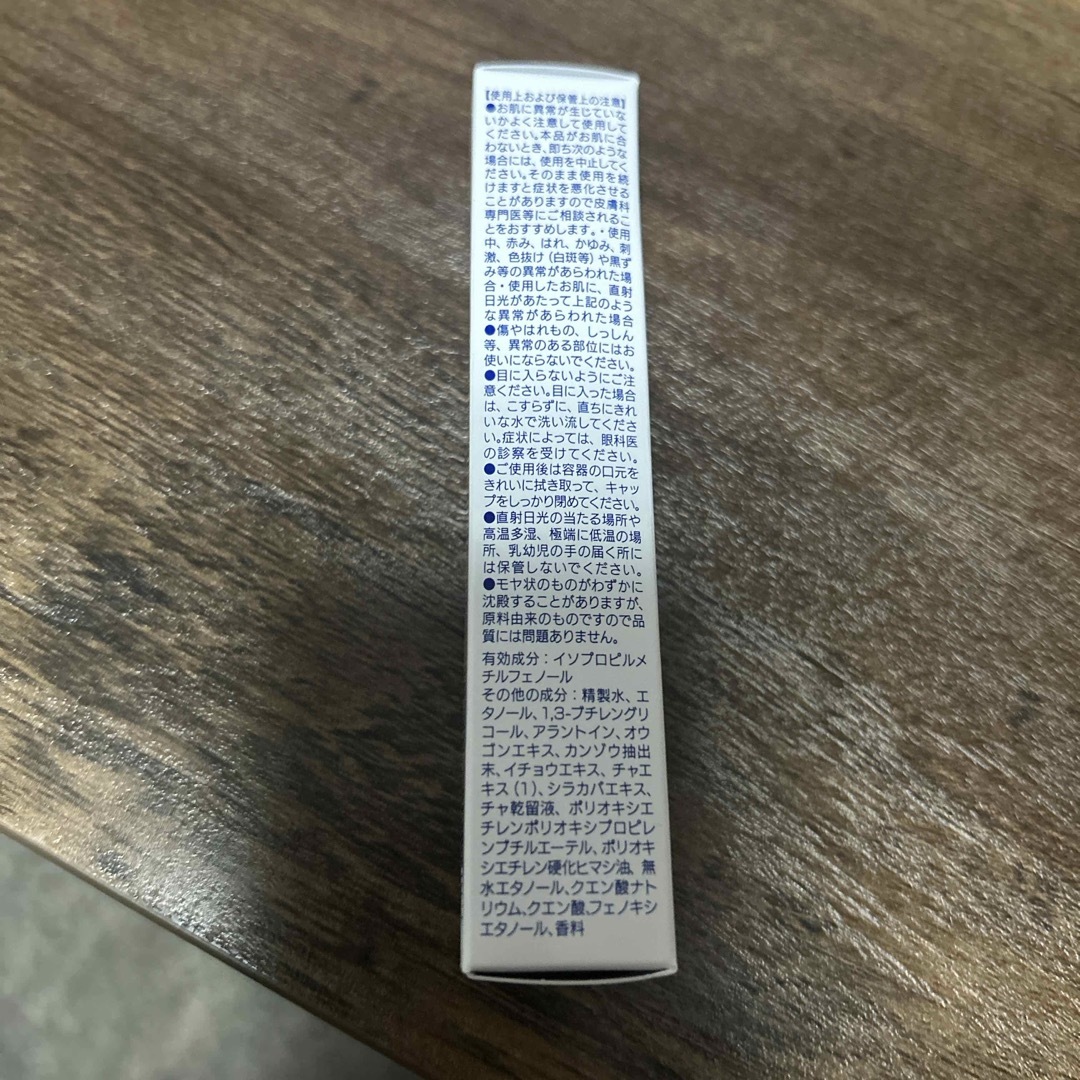 【使用上および保管上の注意】
●お肌に異常が生じていな
いかよく注意して使用して
ください。本品がお肌に合
わないとき、即ち次のような
場合には、使用を中止してく
ださい。そのまま使用を続
けますと症状を悪化させる
ことがありますので皮膚科
専門医等にご相談されるこ
とをおすすめします。・使用
中、赤み、はれ、かゆみ、刺
激、色抜け(白斑等)や黒ず
み等の異常があらわれた場
合・使用したお肌に、直射
日光があたって上記のよう
な異常があらわれた場合
●傷やはれもの、しっしん
等、異常のある部位にはお
使いにならないでください。
●目に入らないようにご注
意ください。目に入った場合
は、こすらずに、直ちにきれ
いな水で洗い流してくださ
い。症状によっては、眼科医
の診察を受けてください。
●ご使用後は容器の口元を
きれいに拭き取って、キャッ
プをしっかり閉めてください。
●直射日光の当たる場所や
高温多湿、極端に低温の場
所、乳幼児の手の届く所に
は保管しないでください。
●モヤ状のものがわずかに
沈殿することがありますが、
原料由来のものですので品
質には問題ありません。
有効成分：イソプロピルメ
チルフェノール
その他の成分：精製水、エ
タノール、1,3-ブチレングリ
コール、アラントイン、オウ
ゴンエキス、カンゾウ抽出
末、イチョウエキス、チャエ
キス(1)、シラカバエキス、
チャ乾留液、ポリオキシエ
チレンポリオキシプロピレ
ンブチルエーテル、ポリオキ
シエチレン硬化ヒマシ油、無
水エタノール、クエン酸ナト
リウム、クエン酸、フェノキシ
エタノール、香料